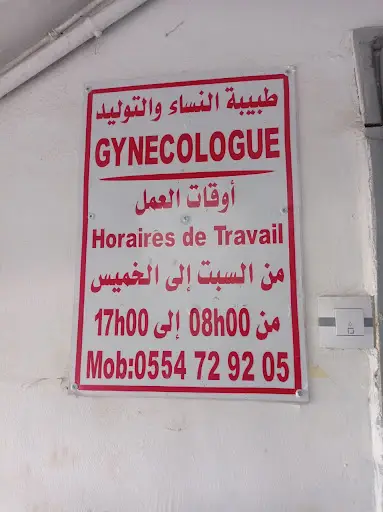 طبيبة النساء والتوليد
GYNECOLOGUE
أوقات العمل
Horaires de Travail
من السبت إلى الخميس
من 08h00 إلى 17h00
Mob:0554 72 92 05